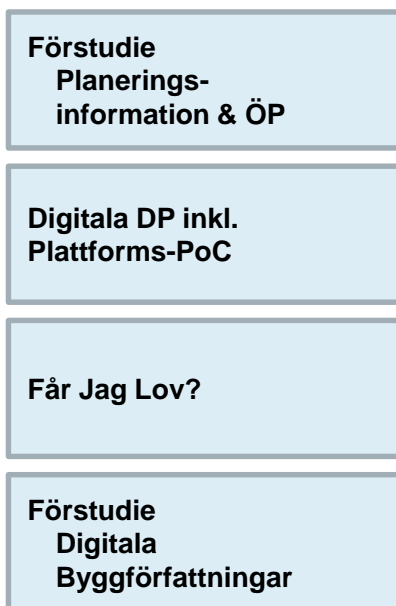 Förstudie
Planerings-
information & ÖP
Digitala DP inkl.
Plattforms-PoC
Får Jag Lov?
Förstudie
Digitala
Byggförfattningar